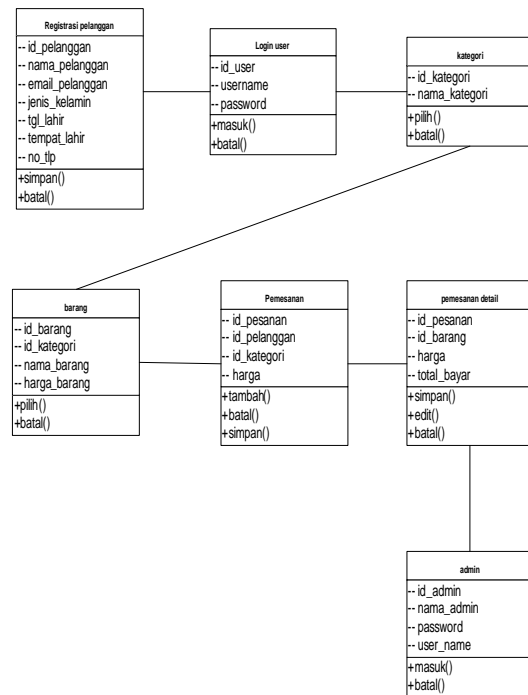 Registrasi pelanggan
-- id_pelanggan
-- nama_pelanggan
-- email_pelanggan
-- jenis_kelamin
-- tgl_lahir
-- tempat_lahir
-- no_tlp
+simpan()
+batal()
Login user
-- id_user
-- username
-- password
+masuk()
+batal()
kategori
-- id_kategori
-- nama_kategori
+pilih()
+batal()
barang
-- id_barang
-- id_kategori
-- nama_barang
-- harga_barang
+pilih()
+batal()
Pemesanan
-- id_pesanan
-- id_pelanggan
-- id_kategori
-- harga
+tambah()
+batal()
+simpan()
pemesanan detail
-- id_pesanan
-- id_barang
-- harga
-- total_bayar
+simpan()
+edit()
+batal()
admin
-- id_admin
-- nama_admin
-- password
-- user_name
+masuk()
+batal()